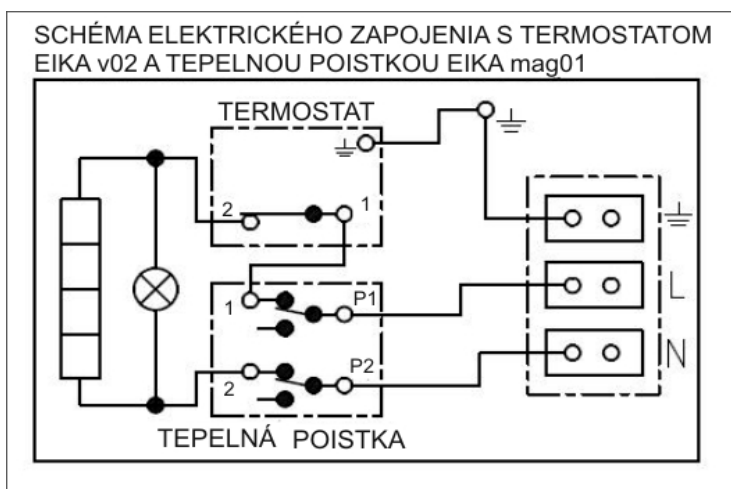 SCHÉMA ELEKTRICKÉHO ZAPOJENIA S TERMOSTATOM
EIKA v02 A TEPELNOU POISTKOU EIKA mag01
TERMOSTAT
2
1
1
P1
L
2
P2
N
TEPELNÁ POISTKA